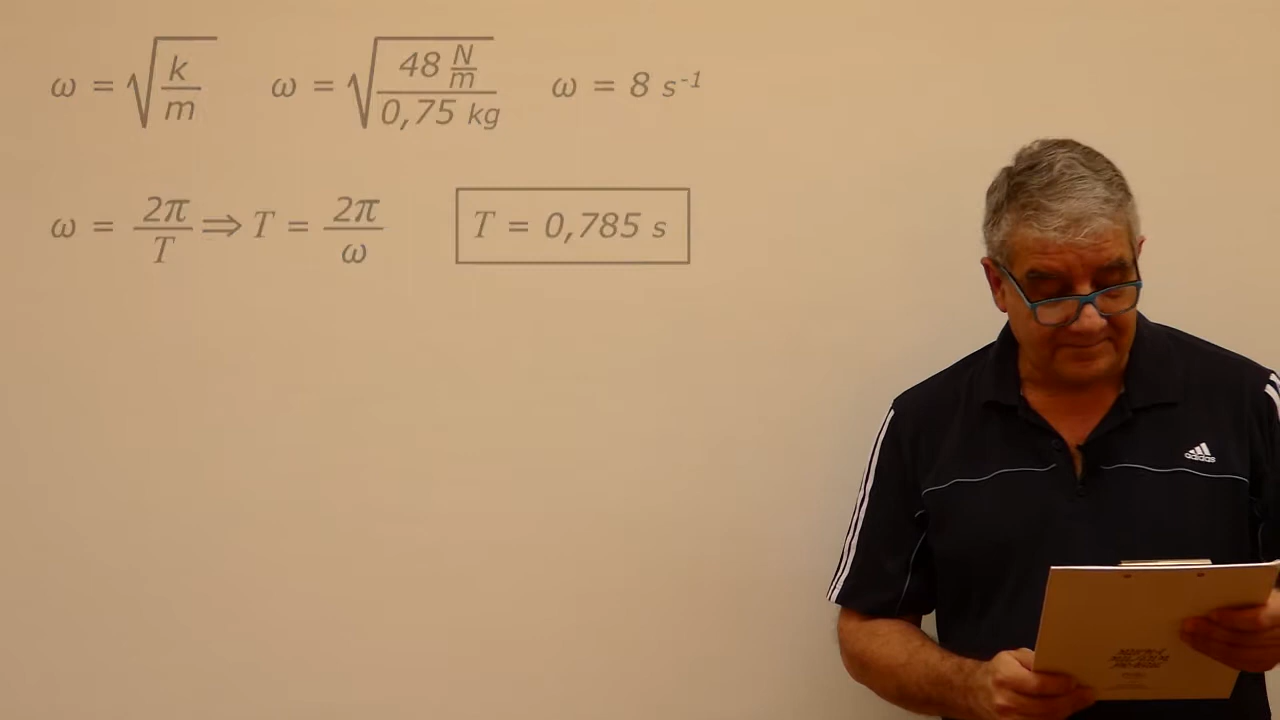 ω = √(k/m) ω = √(48 N/m / 0,75 kg) ω = 8 s⁻¹
ω = 2π/T ⇒ T = 2π/ω T = 0,785 s
adidas